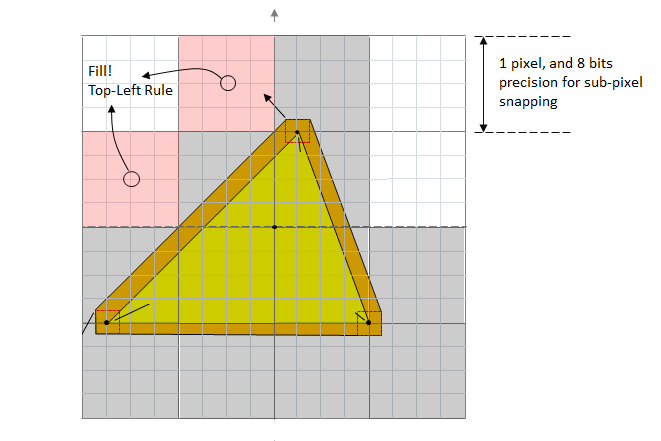 Fill!
Top-Left Rule
1 pixel, and 8 bits
precision for sub-pixel
snapping